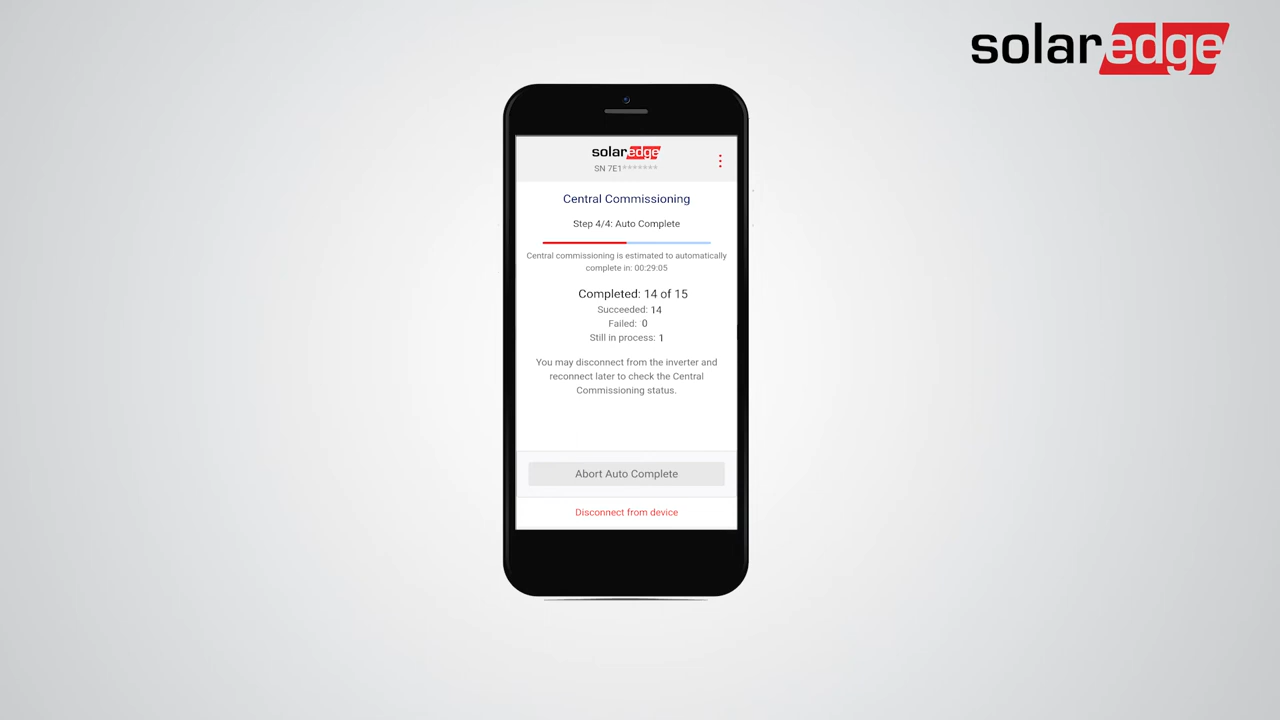 solaredge
solaredge
SN 7E1*******
Central Commissioning
Step 4/4: Auto Complete
Central commissioning is estimated to automatically
complete in: 00:29:05
Completed: 14 of 15
Succeeded: 14
Failed: 0
Still in process: 1
You may disconnect from the inverter and
reconnect later to check the Central
Commissioning status.
Abort Auto Complete
Disconnect from device